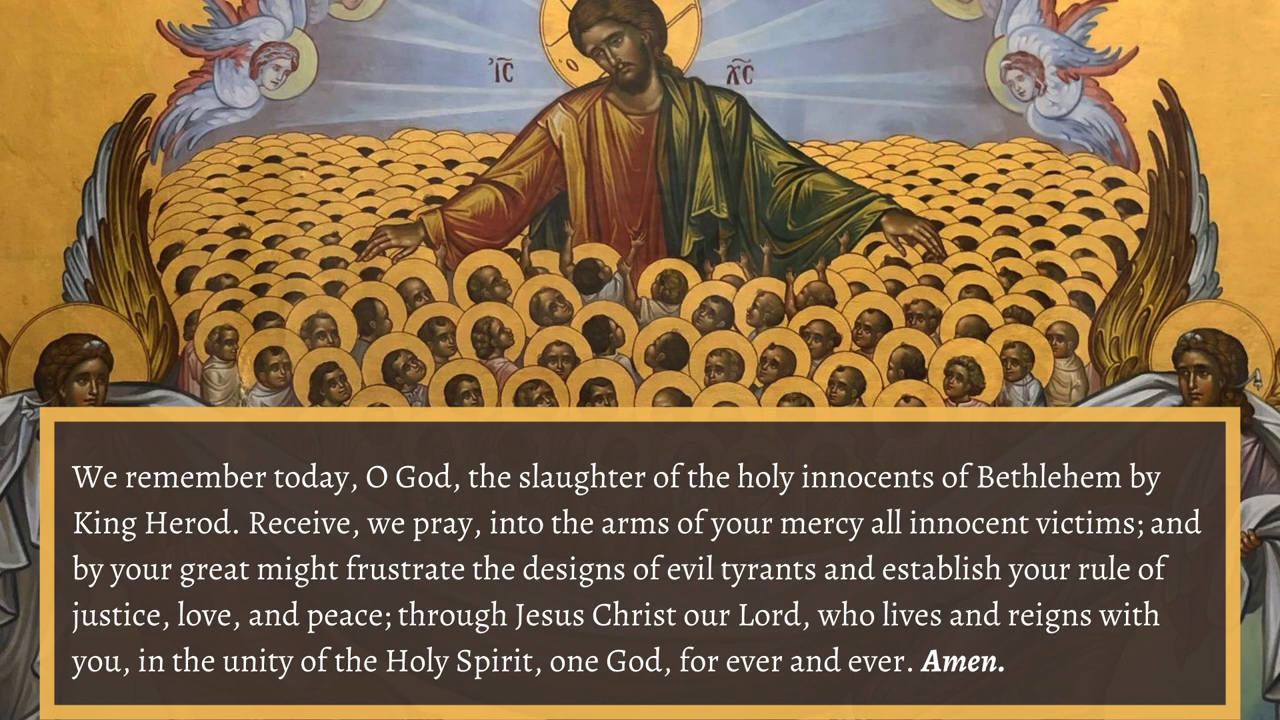 ἸC̅ X̅C
ὁ
We remember today, O God, the slaughter of the holy innocents of Bethlehem by
King Herod. Receive, we pray, into the arms of your mercy all innocent victims; and
by your great might frustrate the designs of evil tyrants and establish your rule of
justice, love, and peace; through Jesus Christ our Lord, who lives and reigns with
you, in the unity of the Holy Spirit, one God, for ever and ever. Amen.